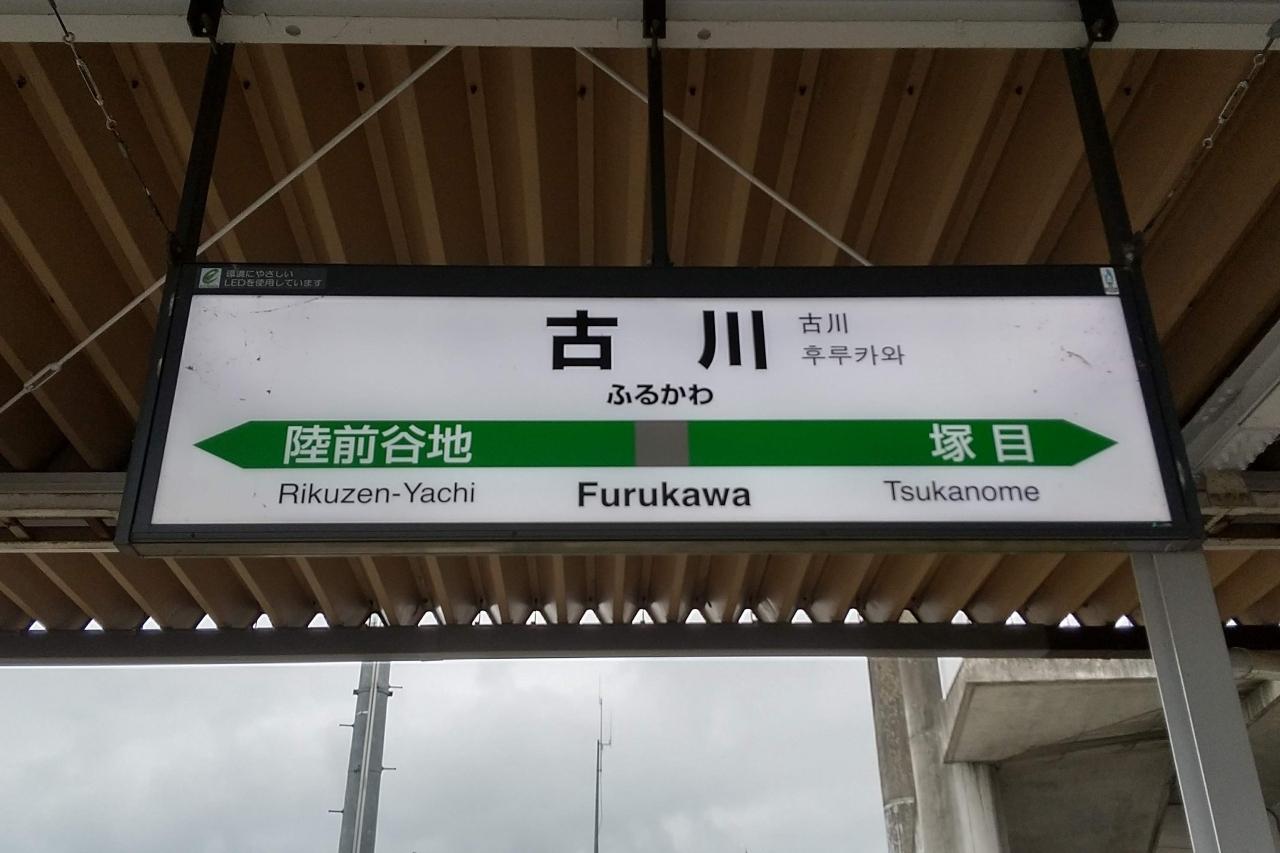 環境にやさしい
LEDを使用しています
古川
古川
후루카와
ふるかわ
陸前谷地 塚目
Rikuzen-Yachi Furukawa Tsukanome